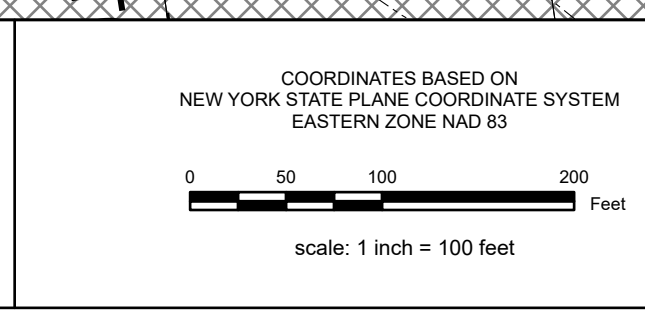 COORDINATES BASED ON
NEW YORK STATE PLANE COORDINATE SYSTEM
EASTERN ZONE NAD 83
0 50 100 200
Feet
scale: 1 inch = 100 feet